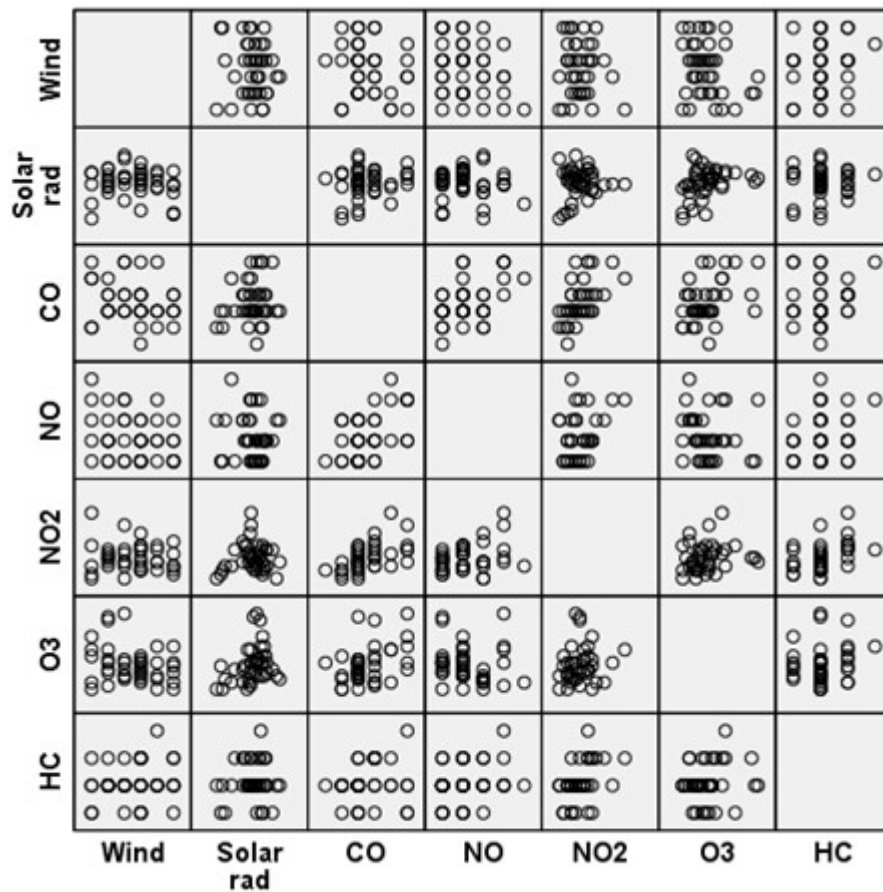 Wind
Solar
rad
CO
NO
NO2
O3
HC
Wind
Solar
rad
CO
NO
NO2
O3
HC